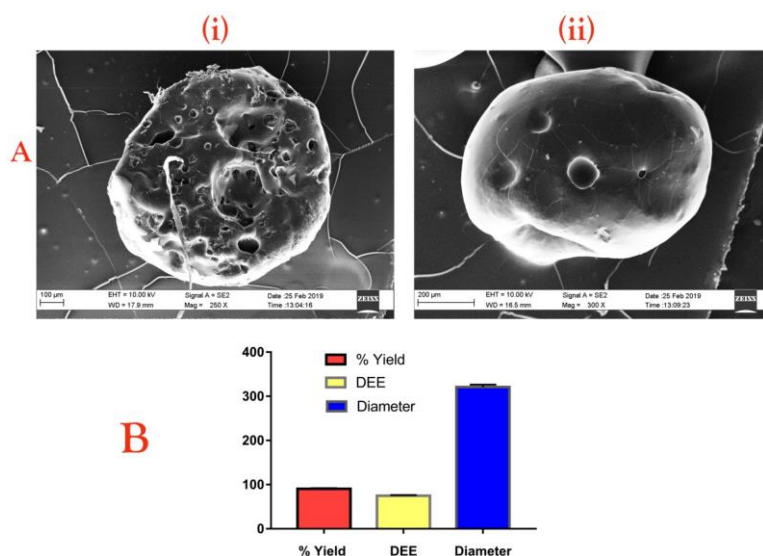 (i)
(ii)
A
100 µm
EHT = 10.00 kV
Signal A = SE2
Date :25 Feb 2019
WD = 17.9 mm
Mag = 250 X
Time :13:04:16
ZEISS
200 µm
EHT = 10.00 kV
Signal A = SE2
Date :25 Feb 2019
WD = 16.5 mm
Mag = 300 X
Time :13:09:23
ZEISS
B
400
300
200
100
0
% Yield
DEE
Diameter
% Yield
DEE
Diameter